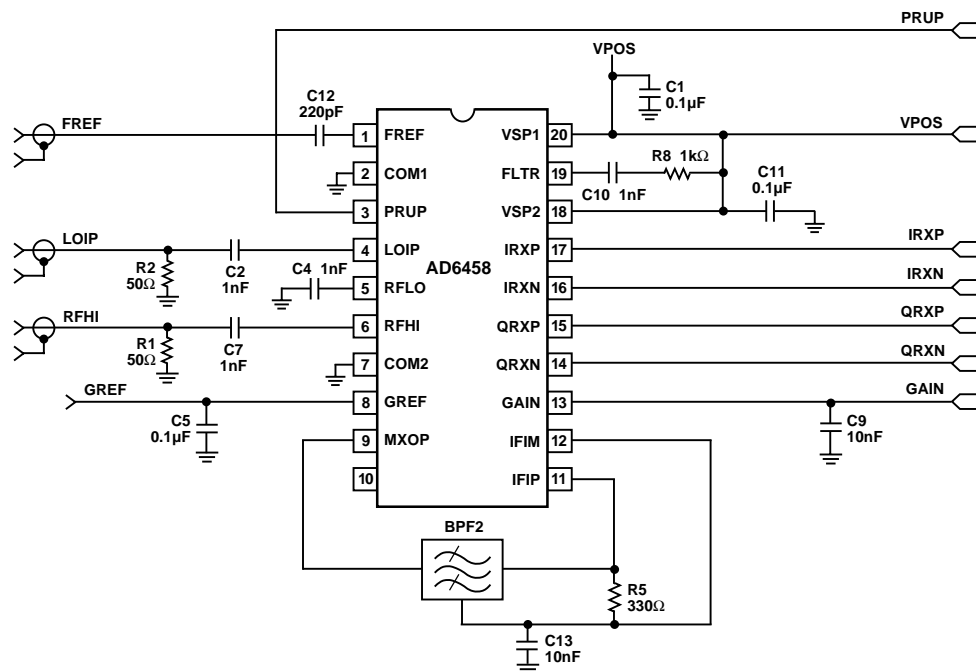 PRUP
VPOS
C1
0.1µF
C12
220pF
FREF
1
FREF
VSP1
20
VPOS
2
COM1
FLTR
19
R8 1kΩ
C10 1nF
C11
0.1µF
3
PRUP
VSP2
18
LOIP
4
LOIP
AD6458
IRXP
17
IRXP
R2
50Ω
C2
1nF
C4 1nF
5
RFLO
IRXN
16
IRXN
RFHI
6
RFHI
QRXP
15
QRXP
R1
50Ω
C7
1nF
7
COM2
QRXN
14
QRXN
GREF
8
GREF
GAIN
13
GAIN
C5
0.1µF
C9
10nF
9
MXOP
IFIM
12
10
IFIP
11
BPF2
R5
330Ω
C13
10nF